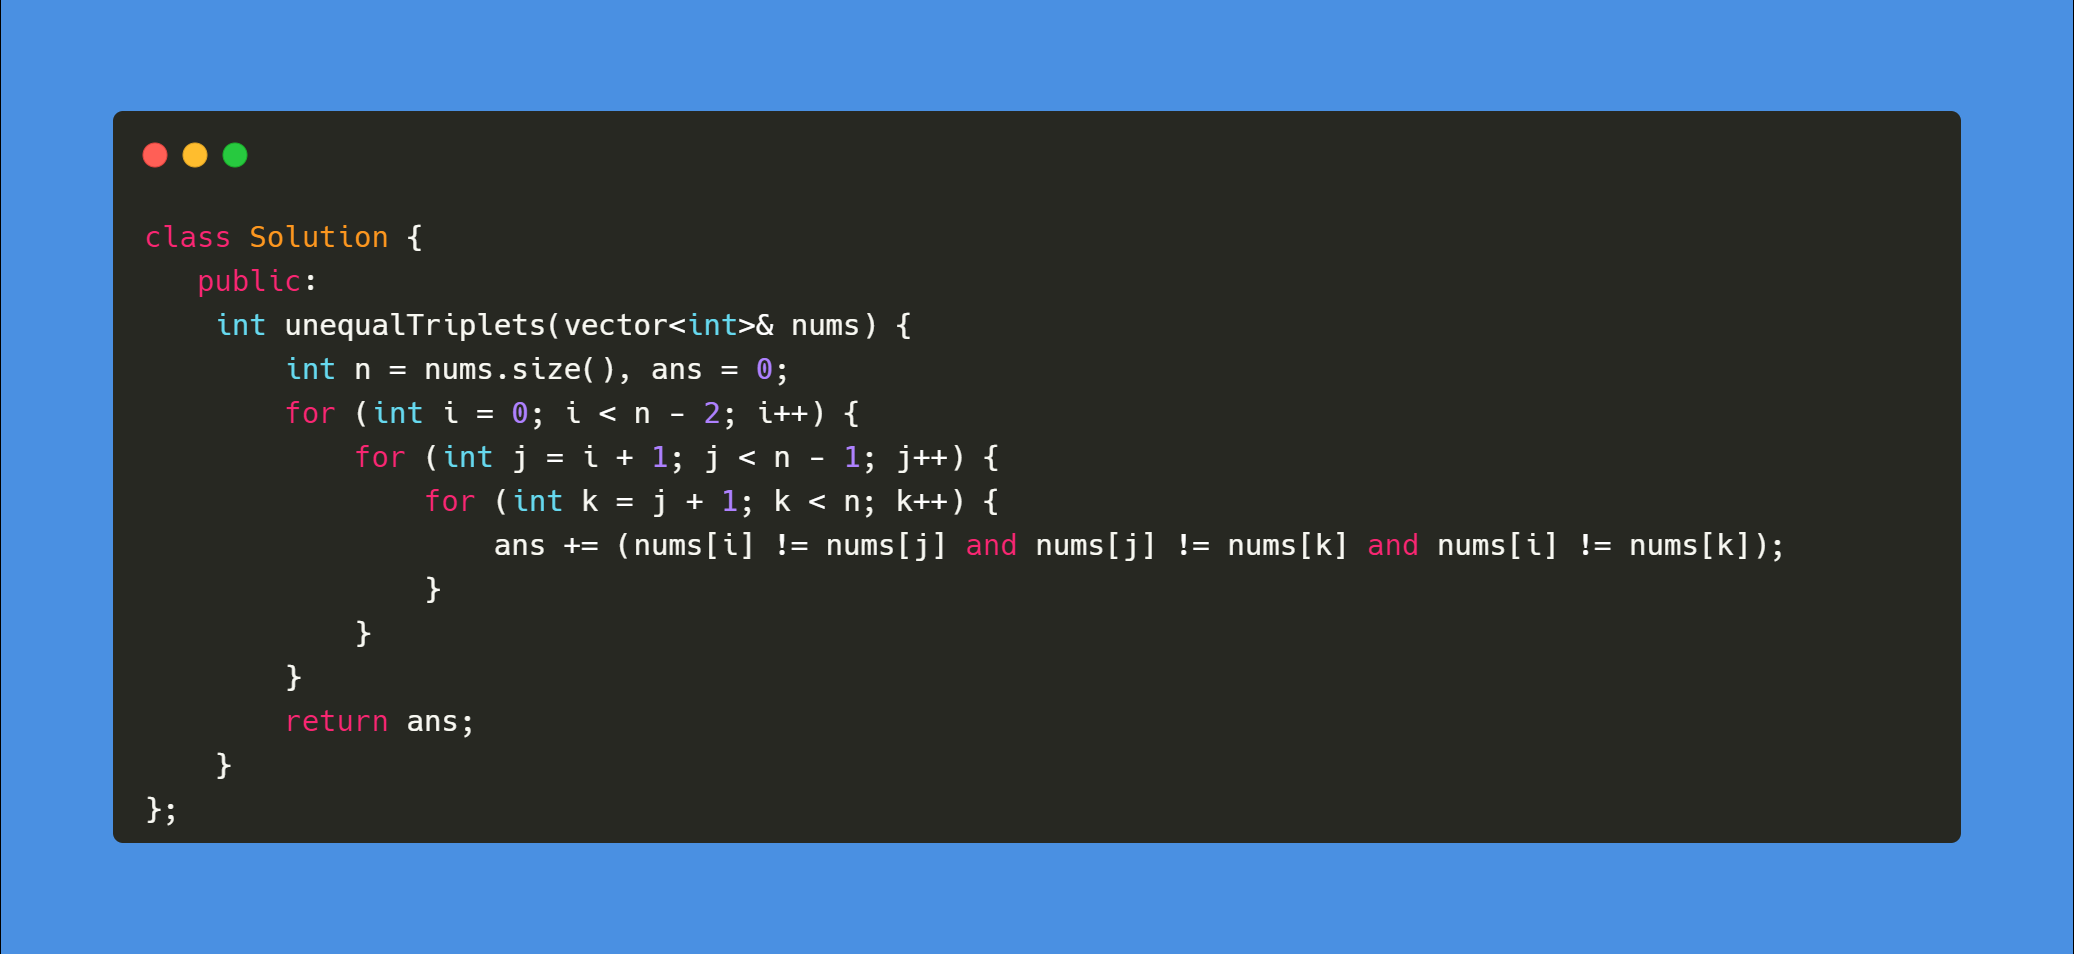 class Solution {
   public:
    int unequalTriplets(vector<int>& nums) {
        int n = nums.size(), ans = 0;
        for (int i = 0; i < n - 2; i++) {
            for (int j = i + 1; j < n - 1; j++) {
                for (int k = j + 1; k < n; k++) {
                    ans += (nums[i] != nums[j] and nums[j] != nums[k] and nums[i] != nums[k]);
                }
            }
        }
        return ans;
    }
};